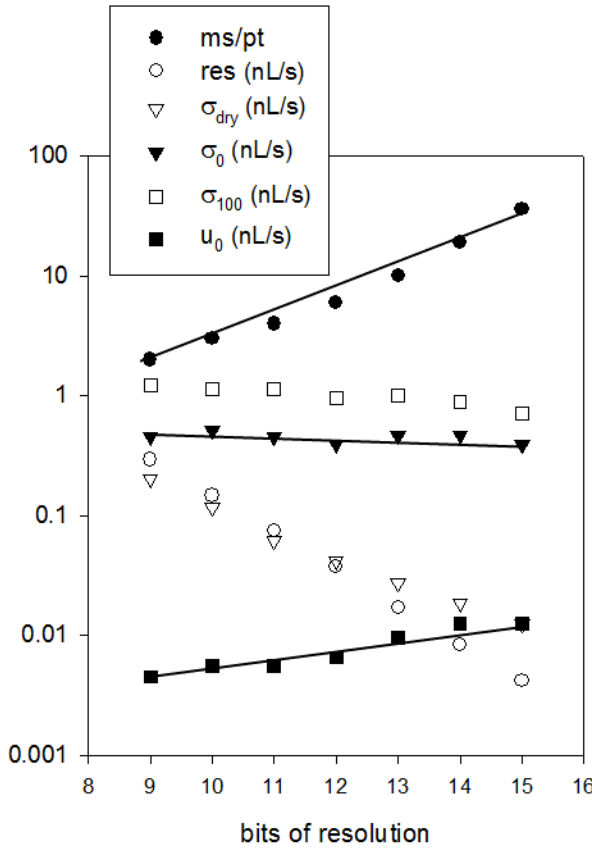 ms/pt
res (nL/s)
σdry (nL/s)
σ0 (nL/s)
σ100 (nL/s)
u0 (nL/s)
100
10
1
0.1
0.01
0.001
8 9 10 11 12 13 14 15 16
bits of resolution